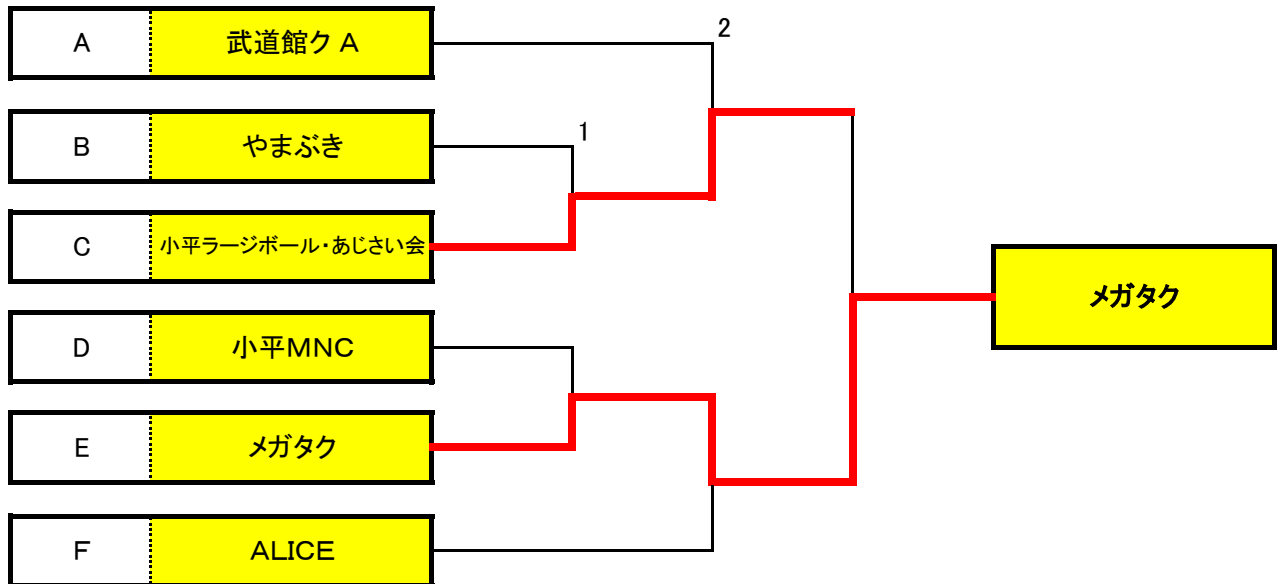 A 武道館ク A
2
B やまぶき
1
C 小平ラージボール・あじさい会
メガタク
D 小平MNC
E メガタク
F ALICE